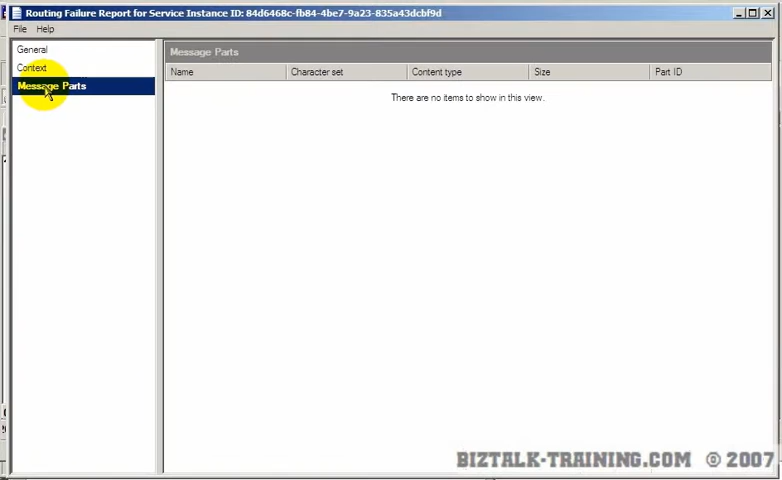 Routing Failure Report for Service Instance ID: 84d6468c-fb84-4be7-9a23-835a43dcbf9d
File Help
General
Context
Message Parts
Message Parts
Name Character set Content type Size Part ID
There are no items to show in this view.
BIZTALK-TRAINING.COM © 2007